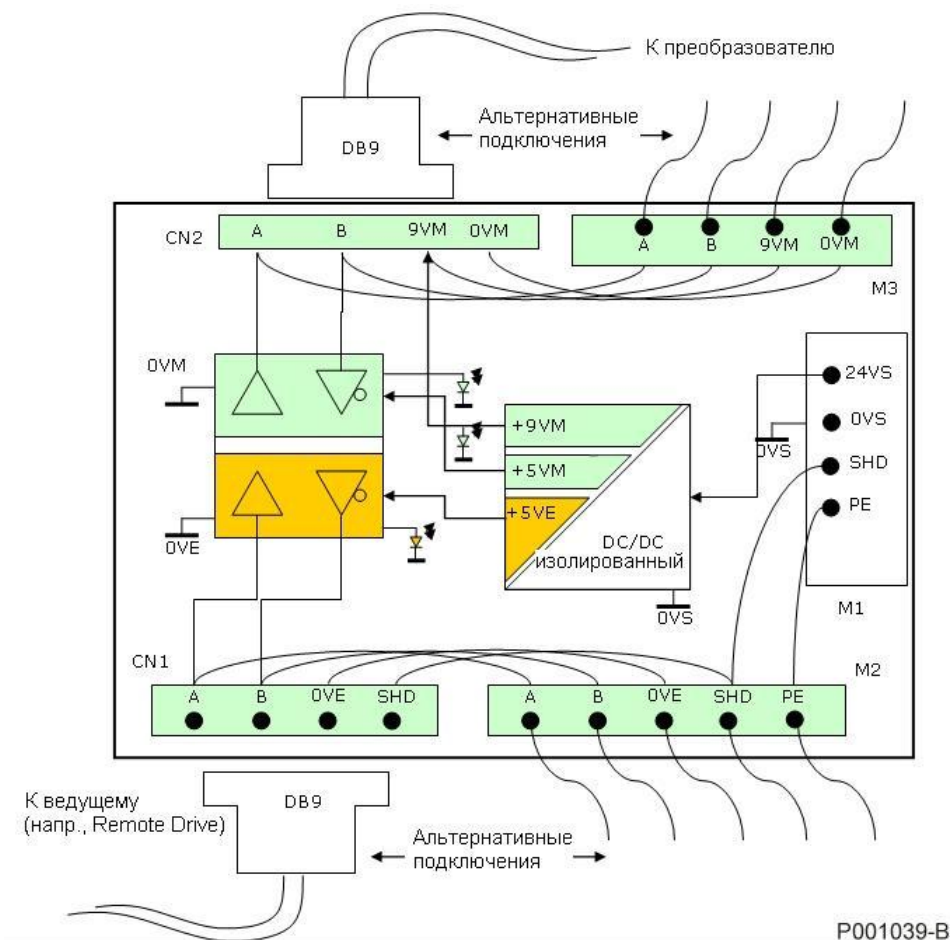 К преобразователю
Альтернативные
подключения
DB9
CN2
A B 9VM 0VM
A B 9VM 0VM
M3
0VM
24VS
0VS
0VS
SHD
PE
+9VM
+5VM
+5VE
DC/DC
изолированный
0VE
0VS
M1
CN1
M2
A B 0VE SHD
A B 0VE SHD PE
DB9
К ведущему
(напр., Remote Drive)
Альтернативные
подключения
P001039-B